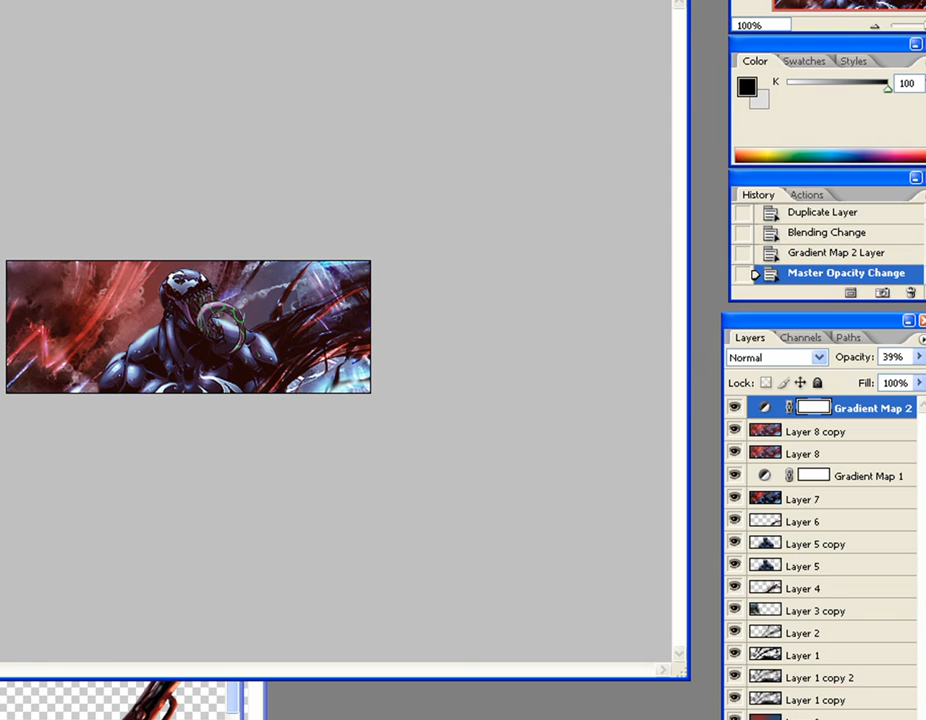 100%
Color Swatches Styles
K 100
History Actions
Duplicate Layer
Blending Change
Gradient Map 2 Layer
Master Opacity Change
Layers Channels Paths
Normal Opacity: 39%
Lock: Fill: 100%
Gradient Map 2
Layer 8 copy
Layer 8
Gradient Map 1
Layer 7
Layer 6
Layer 5 copy
Layer 5
Layer 4
Layer 3 copy
Layer 2
Layer 1
Layer 1 copy 2
Layer 1 copy